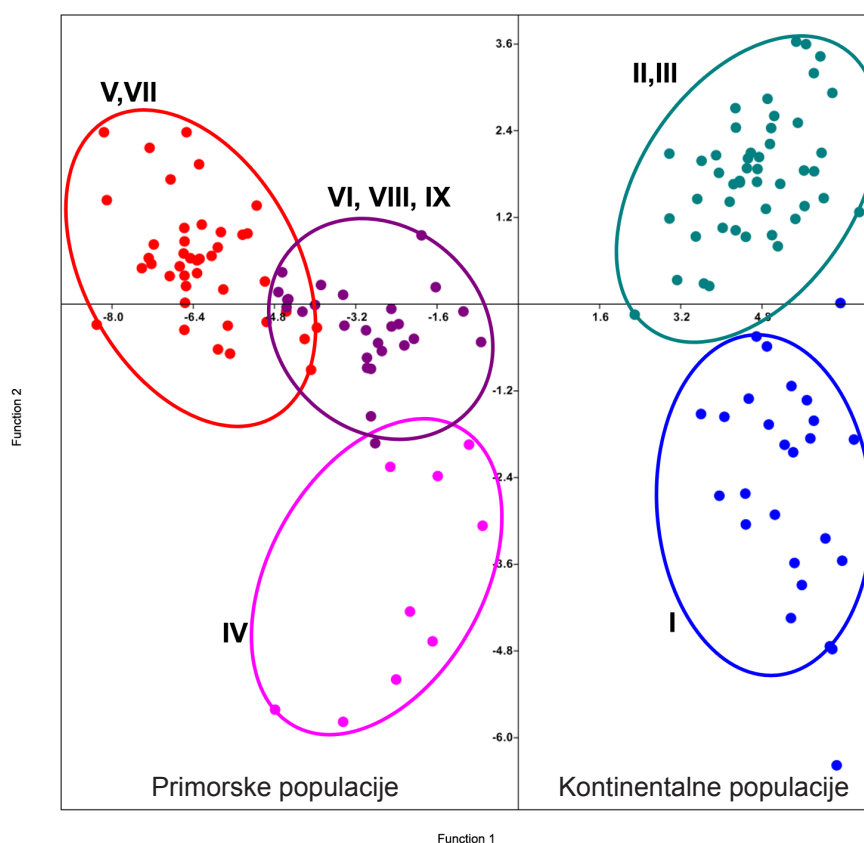 3.6
II,III
V,VII
2.4
VI, VIII, IX
1.2
-8.0 -6.4 -4.8 -3.2 -1.6 1.6 3.2 4.8
-1.2
-2.4
Function 2
-3.6
IV I
-4.8
-6.0
Primorske populacije Kontinentalne populacije
Function 1